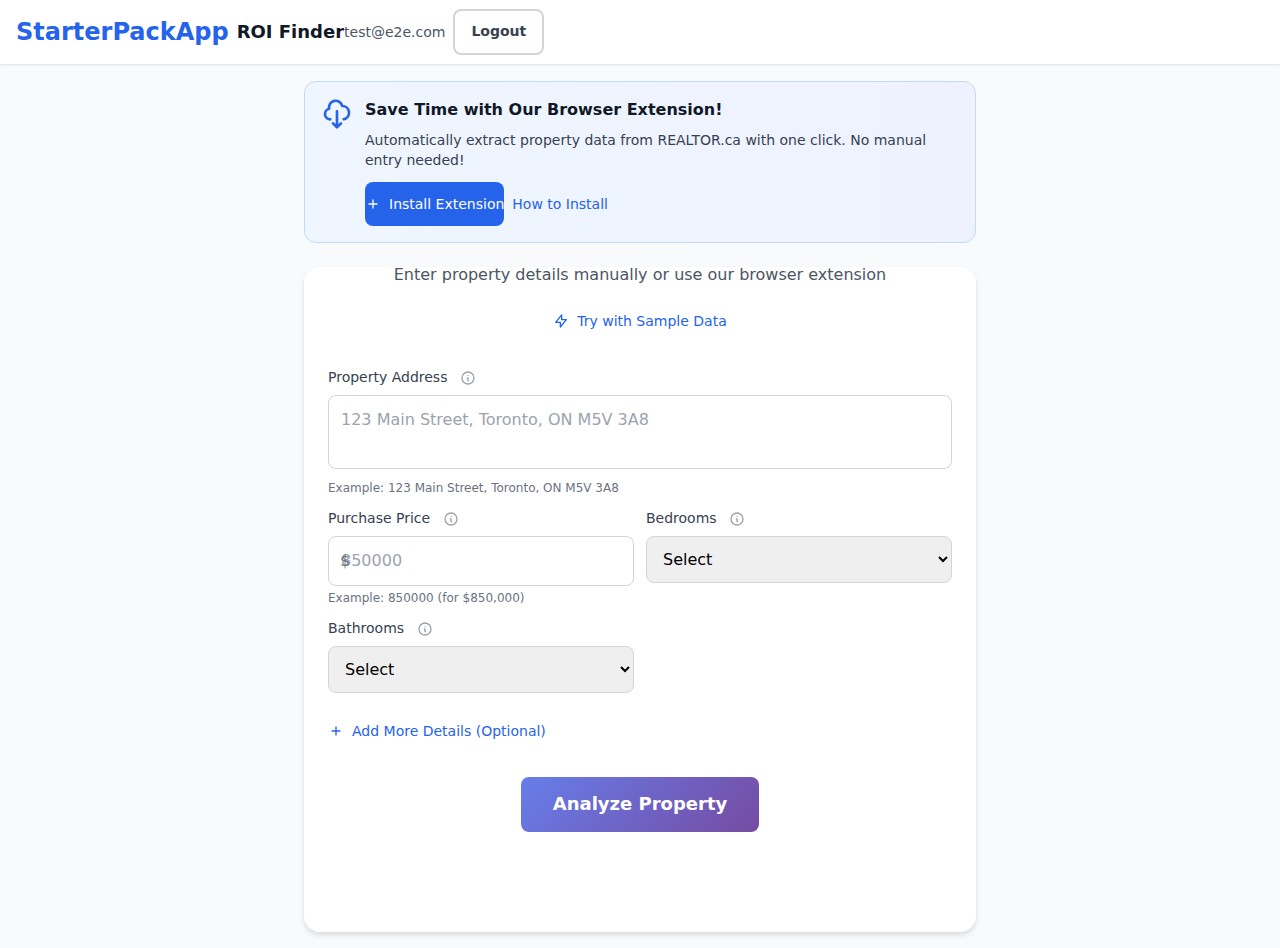 StarterPackApp ROI Finder test@e2e.com Logout
Save Time with Our Browser Extension!
Automatically extract property data from REALTOR.ca with one click. No manual
entry needed!
Install Extension How to Install
Enter property details manually or use our browser extension
Try with Sample Data
Property Address
123 Main Street, Toronto, ON M5V 3A8
Example: 123 Main Street, Toronto, ON M5V 3A8
Purchase Price Bedrooms
$850000 Select
Example: 850000 (for $850,000)
Bathrooms
Select
Add More Details (Optional)
Analyze Property